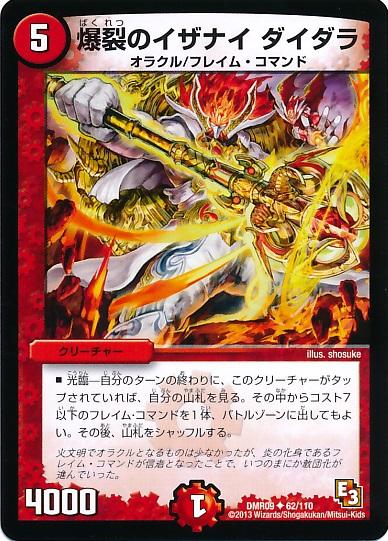 5
ばくれつ
爆裂のイザナイ ダイダラ
オラクル/フレイム・コマンド
クリーチャー
illus. shosuke
■ 光臨—自分のターンの終わりに、このクリーチャーがタッ
プされていれば、自分の山札を見る。その中からコスト7
以下のフレイム・コマンドを1体、バトルゾーンに出してもよ
い。その後、山札をシャッフルする。
火文明でオラクルとなるものは少なかったが、炎の化身であるフ
レイム・コマンドが信者となったことで、いつのまにか教団化が
進んでいった。
4000
1
DMR09 ◆ 62/110
©2013 Wizards/Shogakukan/Mitsui-Kids
E3